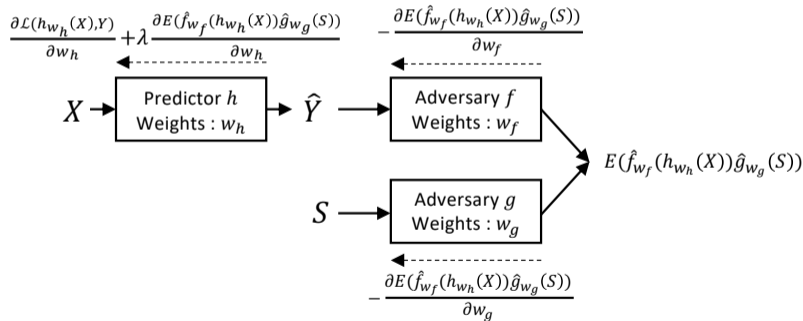 ∂ℒ(h_{w_h}(X),Y)/∂w_h + λ ∂E(f̂_{w_f}(h_{w_h}(X))ĝ_{w_g}(S))/∂w_h
−∂E(f̂_{w_f}(h_{w_h}(X))ĝ_{w_g}(S))/∂w_f
X
Predictor h
Weights : w_h
Ŷ
Adversary f
Weights : w_f
E(f̂_{w_f}(h_{w_h}(X))ĝ_{w_g}(S))
S
Adversary g
Weights : w_g
−∂E(f̂_{w_f}(h_{w_h}(X))ĝ_{w_g}(S))/∂w_g